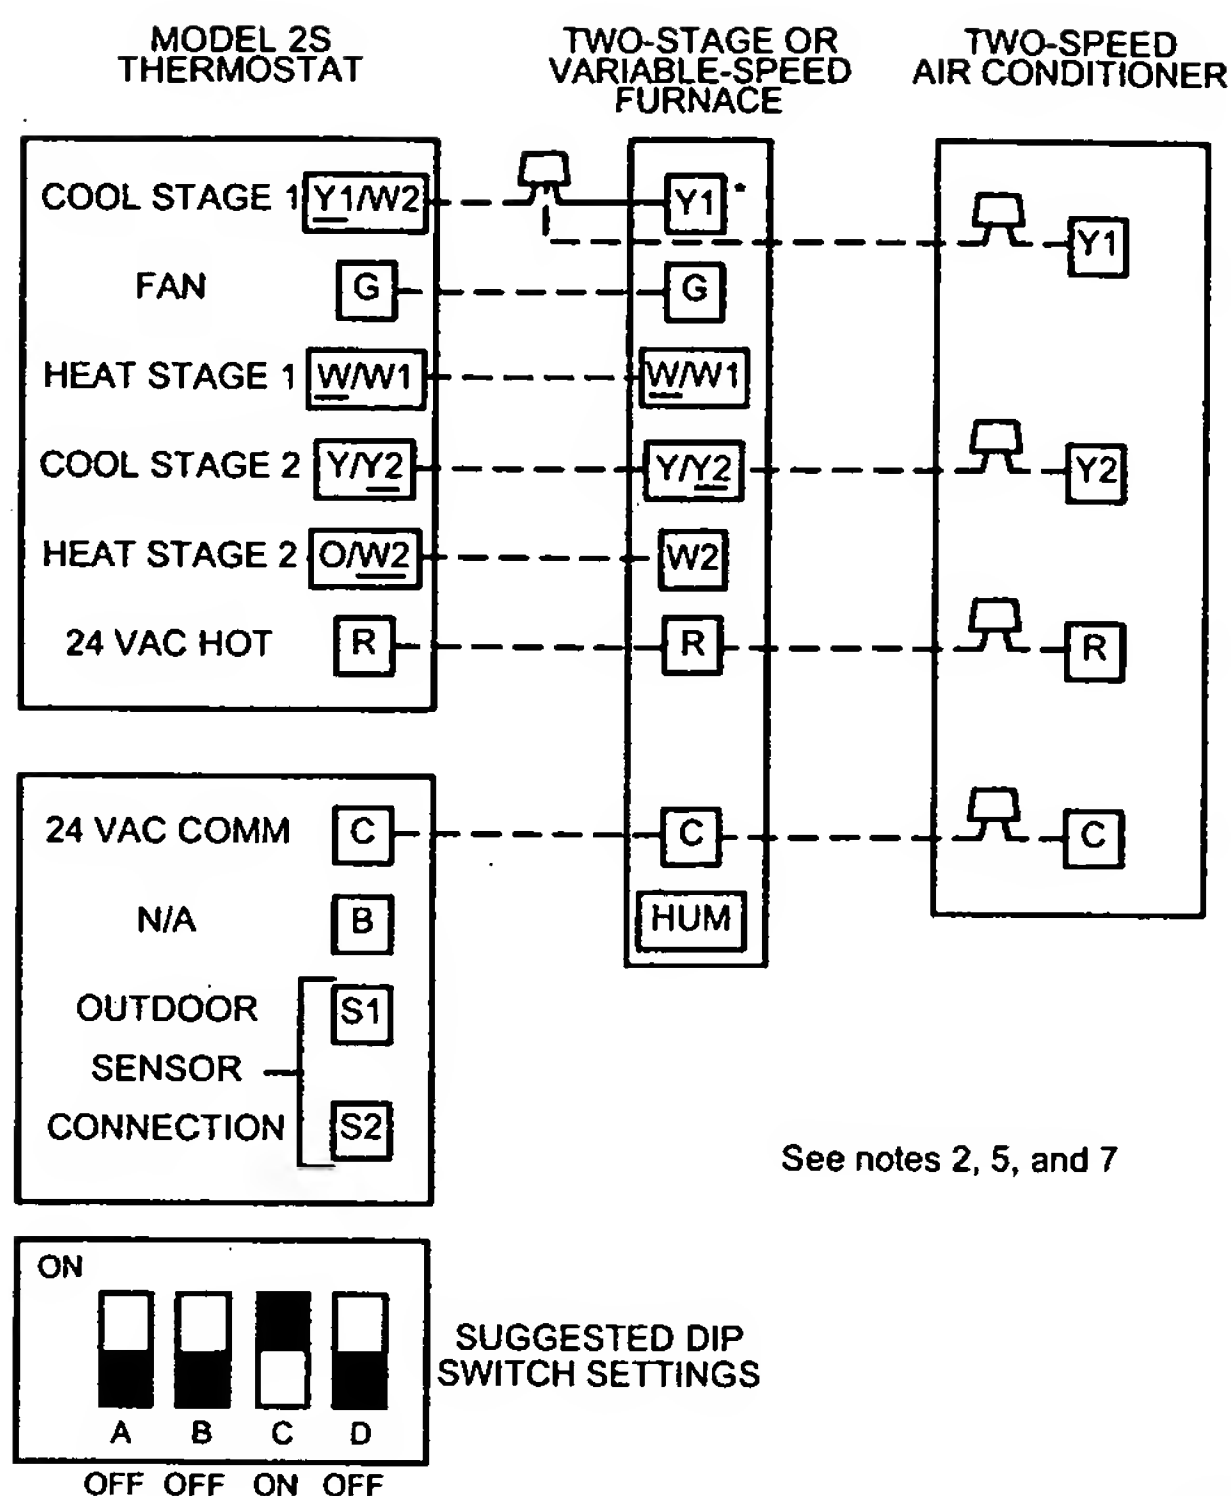 MODEL 2S
THERMOSTAT
TWO-STAGE OR
VARIABLE-SPEED
FURNACE
TWO-SPEED
AIR CONDITIONER
COOL STAGE 1 Y1/W2 Y1 * Y1
FAN G G
HEAT STAGE 1 W/W1 W/W1
COOL STAGE 2 Y/Y2 Y/Y2 Y2
HEAT STAGE 2 O/W2 W2
24 VAC HOT R R R
24 VAC COMM C C C
N/A B HUM
OUTDOOR S1
SENSOR
CONNECTION S2
See notes 2, 5, and 7
ON
A B C D
OFF OFF ON OFF
SUGGESTED DIP
SWITCH SETTINGS